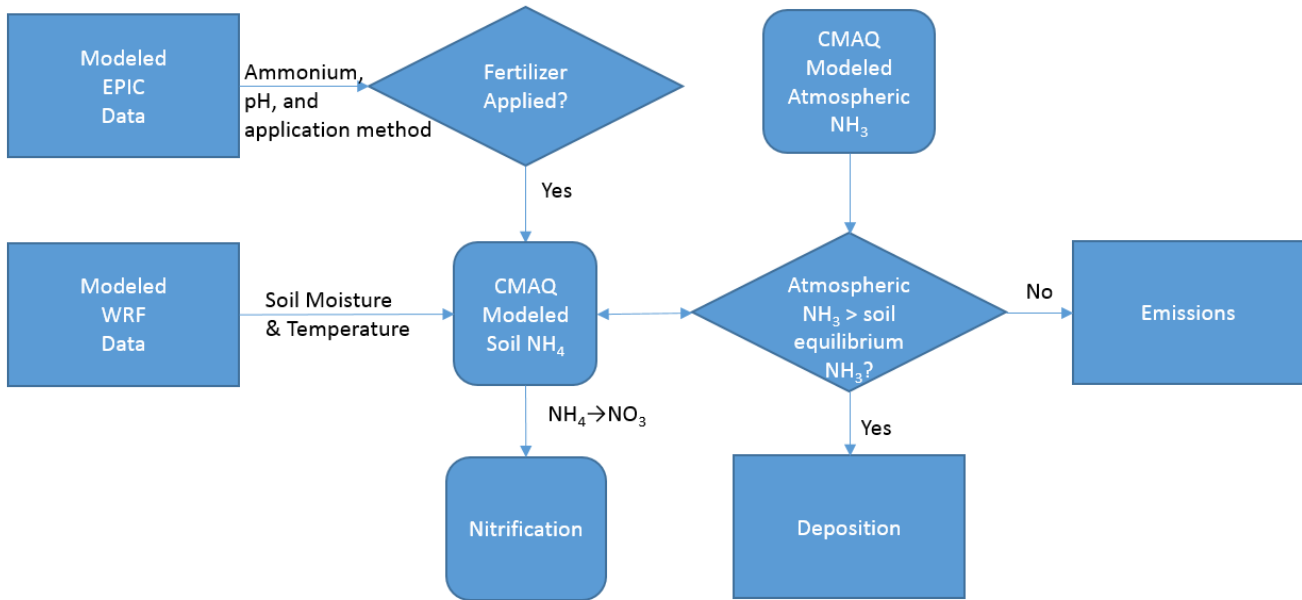 Modeled
EPIC
Data
Ammonium,
pH, and
application method
Fertilizer
Applied?
CMAQ
Modeled
Atmospheric
NH₃
Yes
Modeled
WRF
Data
Soil Moisture
& Temperature
CMAQ
Modeled
Soil NH₄
Atmospheric
NH₃ > soil
equilibrium
NH₃?
No
Emissions
NH₄→NO₃
Yes
Nitrification
Deposition